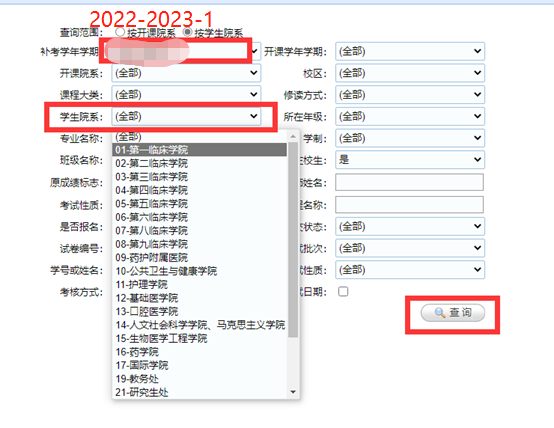 2022-2023-1
查询范围: 按开课院系 按学生院系
补考学年学期: 开课学年学期: (全部)
开课院系: (全部) 校区: (全部)
课程大类: (全部) 修读方式: (全部)
学生院系: (全部) 所在年级: (全部)
专业名称: (全部) 学制: (全部)
班级名称: 在校生: 是
原成绩标志: 师姓名:
考试性质: 程名称:
是否报名: 状态: (全部)
试卷编号: 批次: (全部)
学号或姓名: 性质: (全部)
考核方式: 日期:
01-第一临床学院
02-第二临床学院
03-第三临床学院
04-第四临床学院
05-第五临床学院
06-第六临床学院
07-第八临床学院
08-第九临床学院
09-药护附属医院
10-公共卫生与健康学院
11-护理学院
12-基础医学院
13-口腔医学院
14-人文社会科学学院、马克思主义学院
15-生物医学工程学院
16-药学院
17-国际学院
19-教务处
21-研究生处
查 询